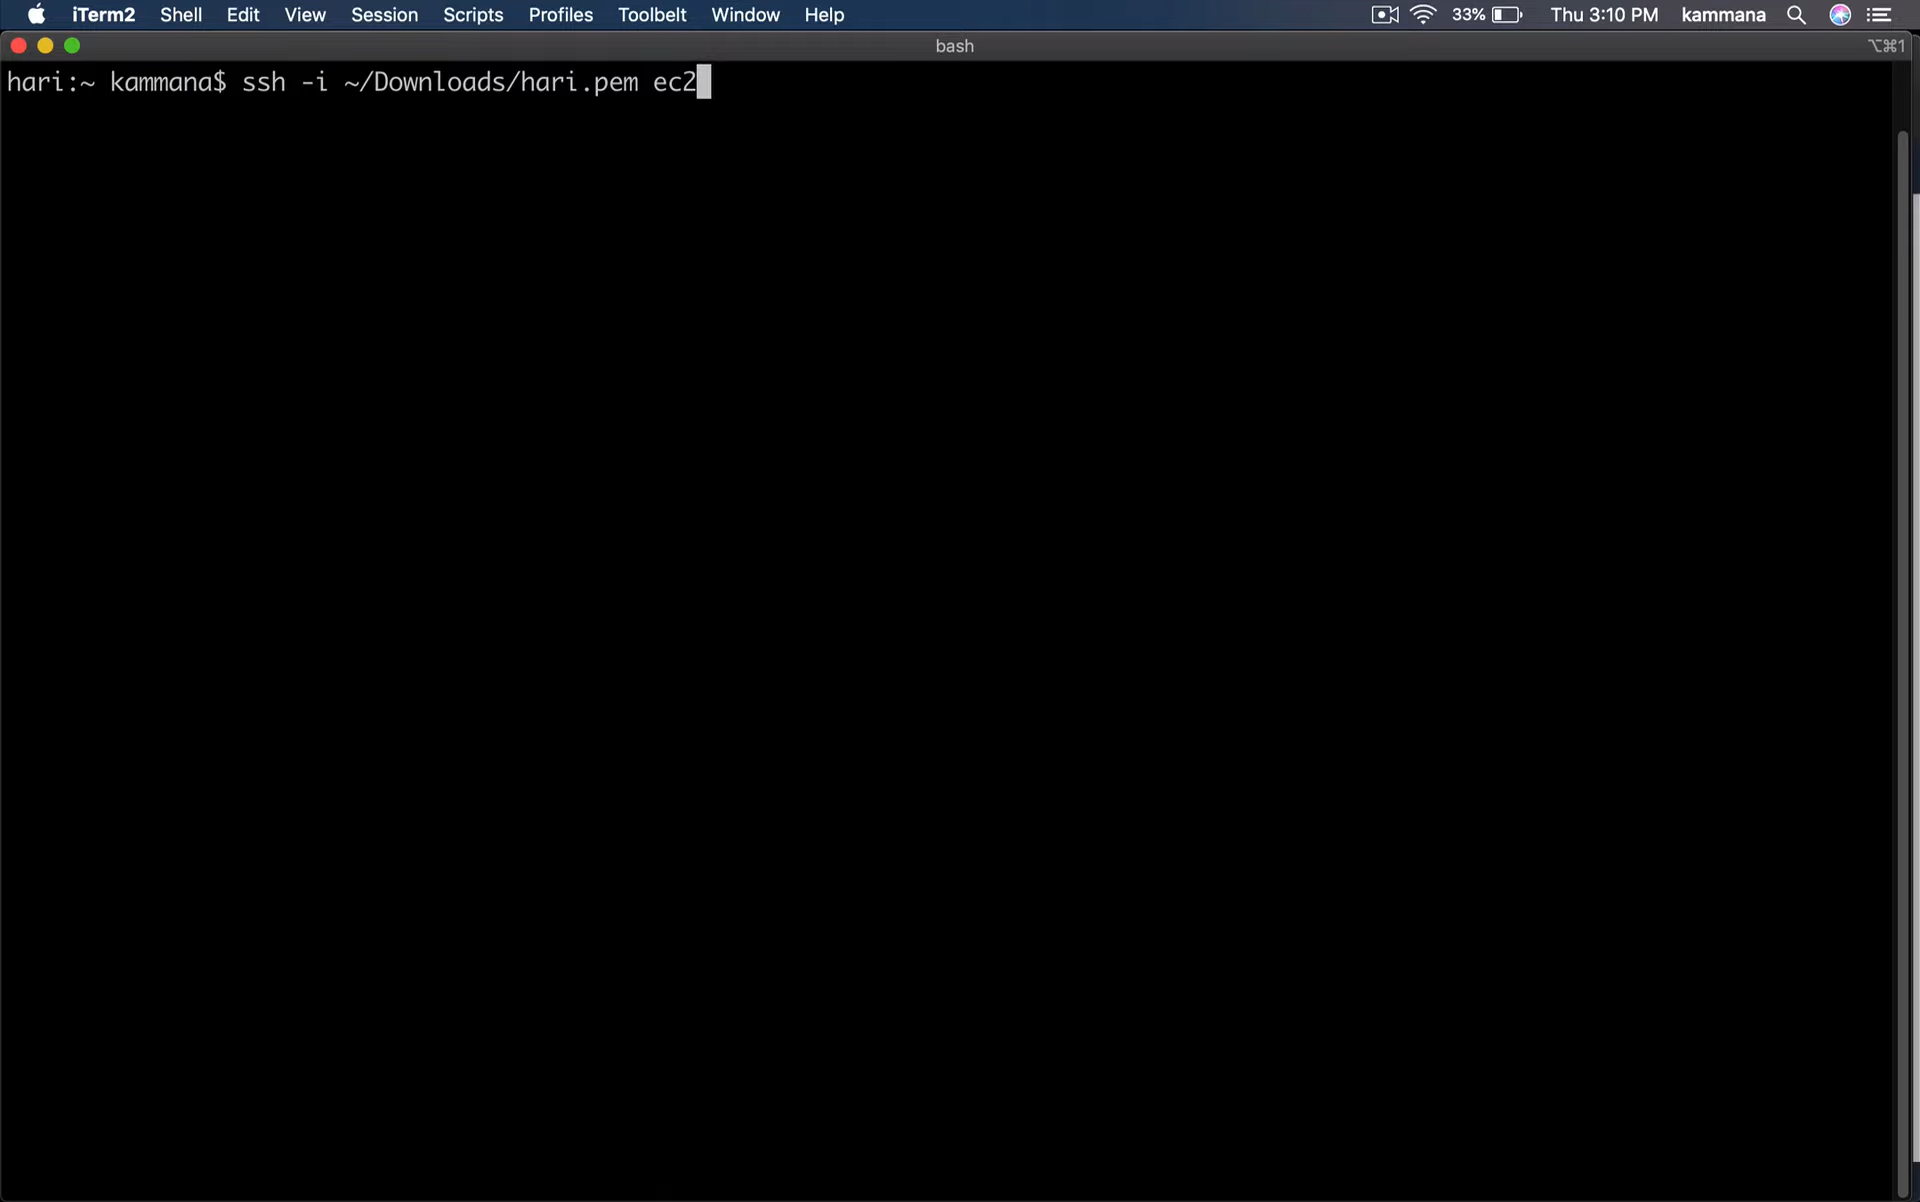 iTerm2 Shell Edit View Session Scripts Profiles Toolbelt Window Help 33% Thu 3:10 PM kammana
bash ⌥⌘1
hari:~ kammana$ ssh -i ~/Downloads/hari.pem ec2